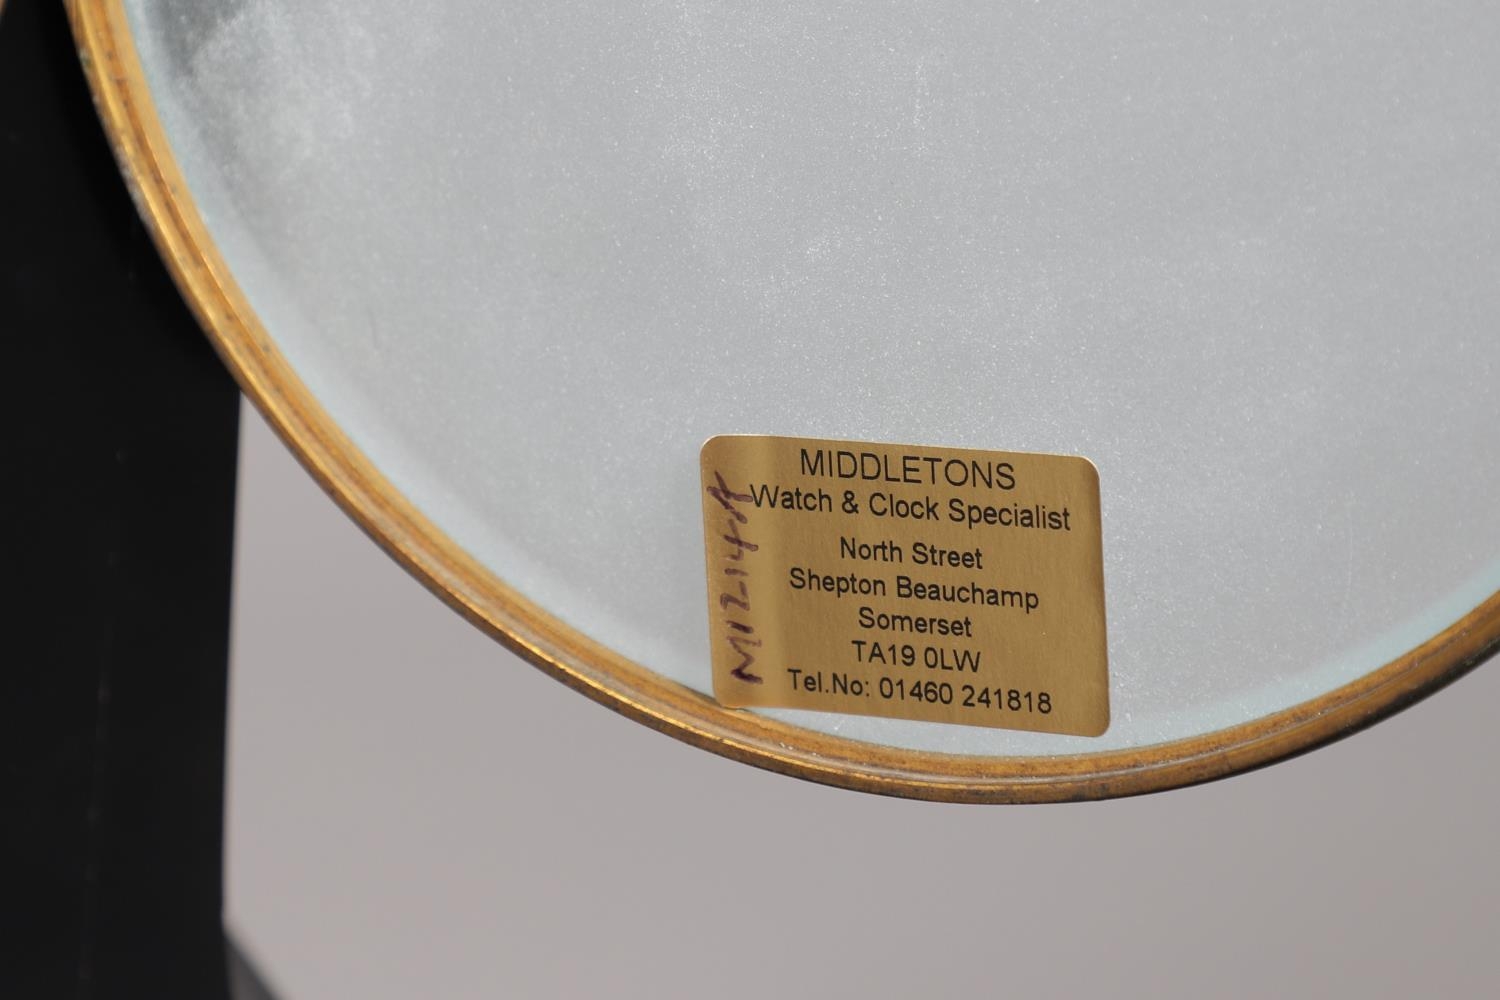 MIDDLETONS
Watch & Clock Specialist
North Street
Shepton Beauchamp
Somerset
TA19 0LW
Tel.No: 01460 241818